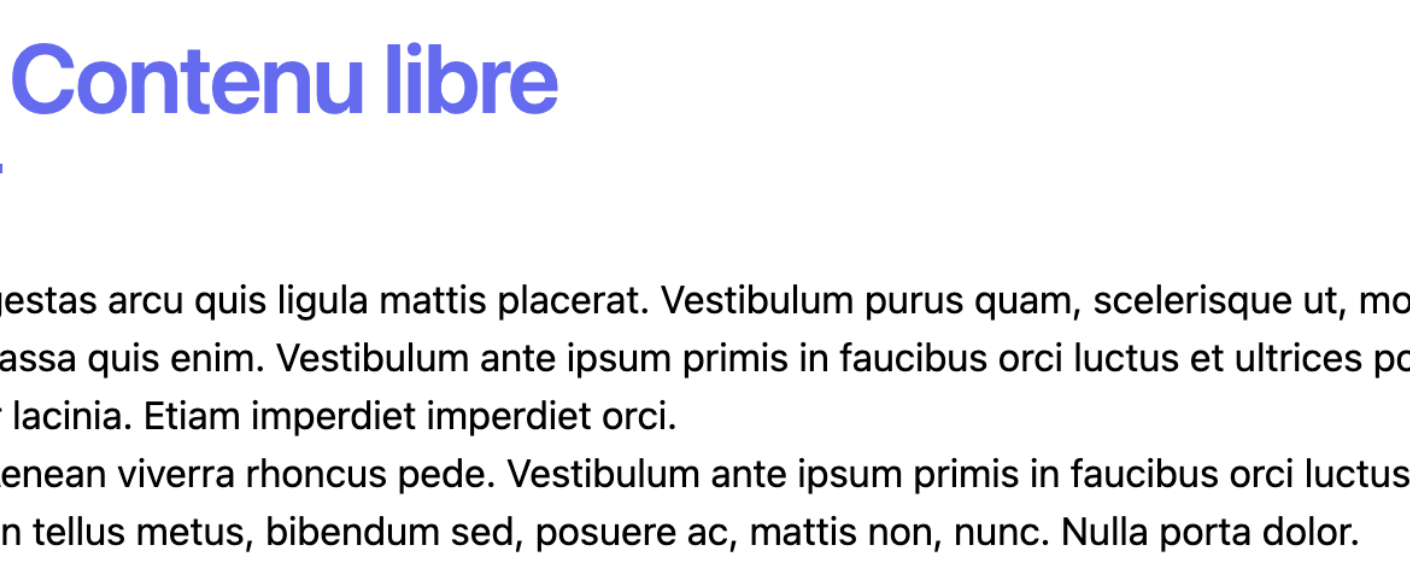 Contenu libre
gestas arcu quis ligula mattis placerat. Vestibulum purus quam, scelerisque ut, mo
assa quis enim. Vestibulum ante ipsum primis in faucibus orci luctus et ultrices po
lacinia. Etiam imperdiet imperdiet orci.
enean viverra rhoncus pede. Vestibulum ante ipsum primis in faucibus orci luctus
n tellus metus, bibendum sed, posuere ac, mattis non, nunc. Nulla porta dolor.